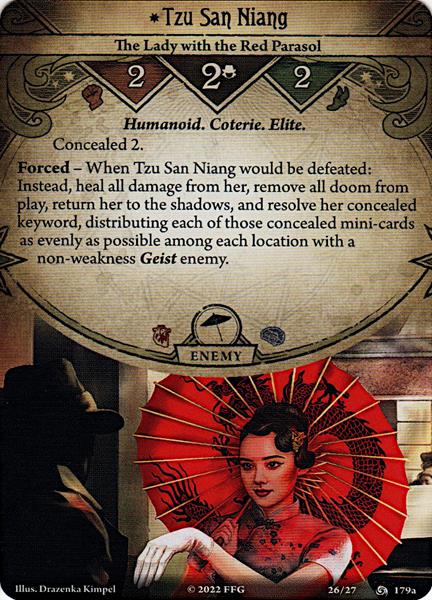 *Tzu San Niang
The Lady with the Red Parasol
2 2 2
Humanoid. Coterie. Elite.
Concealed 2.
Forced – When Tzu San Niang would be defeated:
Instead, heal all damage from her, remove all doom from
play, return her to the shadows, and resolve her concealed
keyword, distributing each of those concealed mini-cards
as evenly as possible among each location with a
non-weakness Geist enemy.
ENEMY
Illus. Drazenka Kimpel © 2022 FFG 26/27 179a